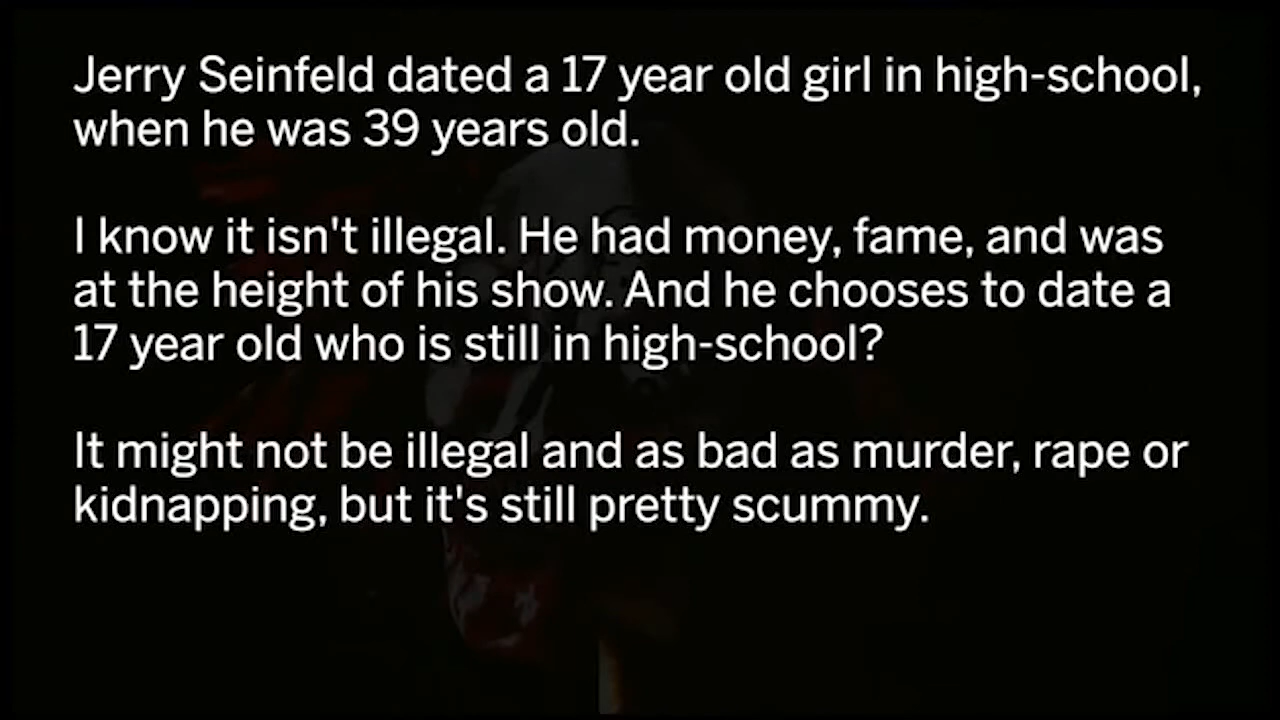 Jerry Seinfeld dated a 17 year old girl in high-school,
when he was 39 years old.
I know it isn't illegal. He had money, fame, and was
at the height of his show. And he chooses to date a
17 year old who is still in high-school?
It might not be illegal and as bad as murder, rape or
kidnapping, but it's still pretty scummy.